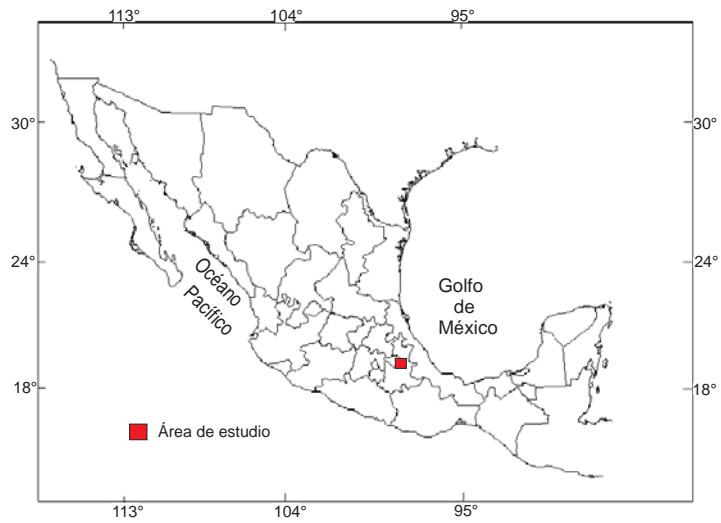 113°
104°
95°
30°
30°
24°
24°
Océano
Pacífico
Golfo
de
México
18°
18°
Área de estudio
113°
104°
95°